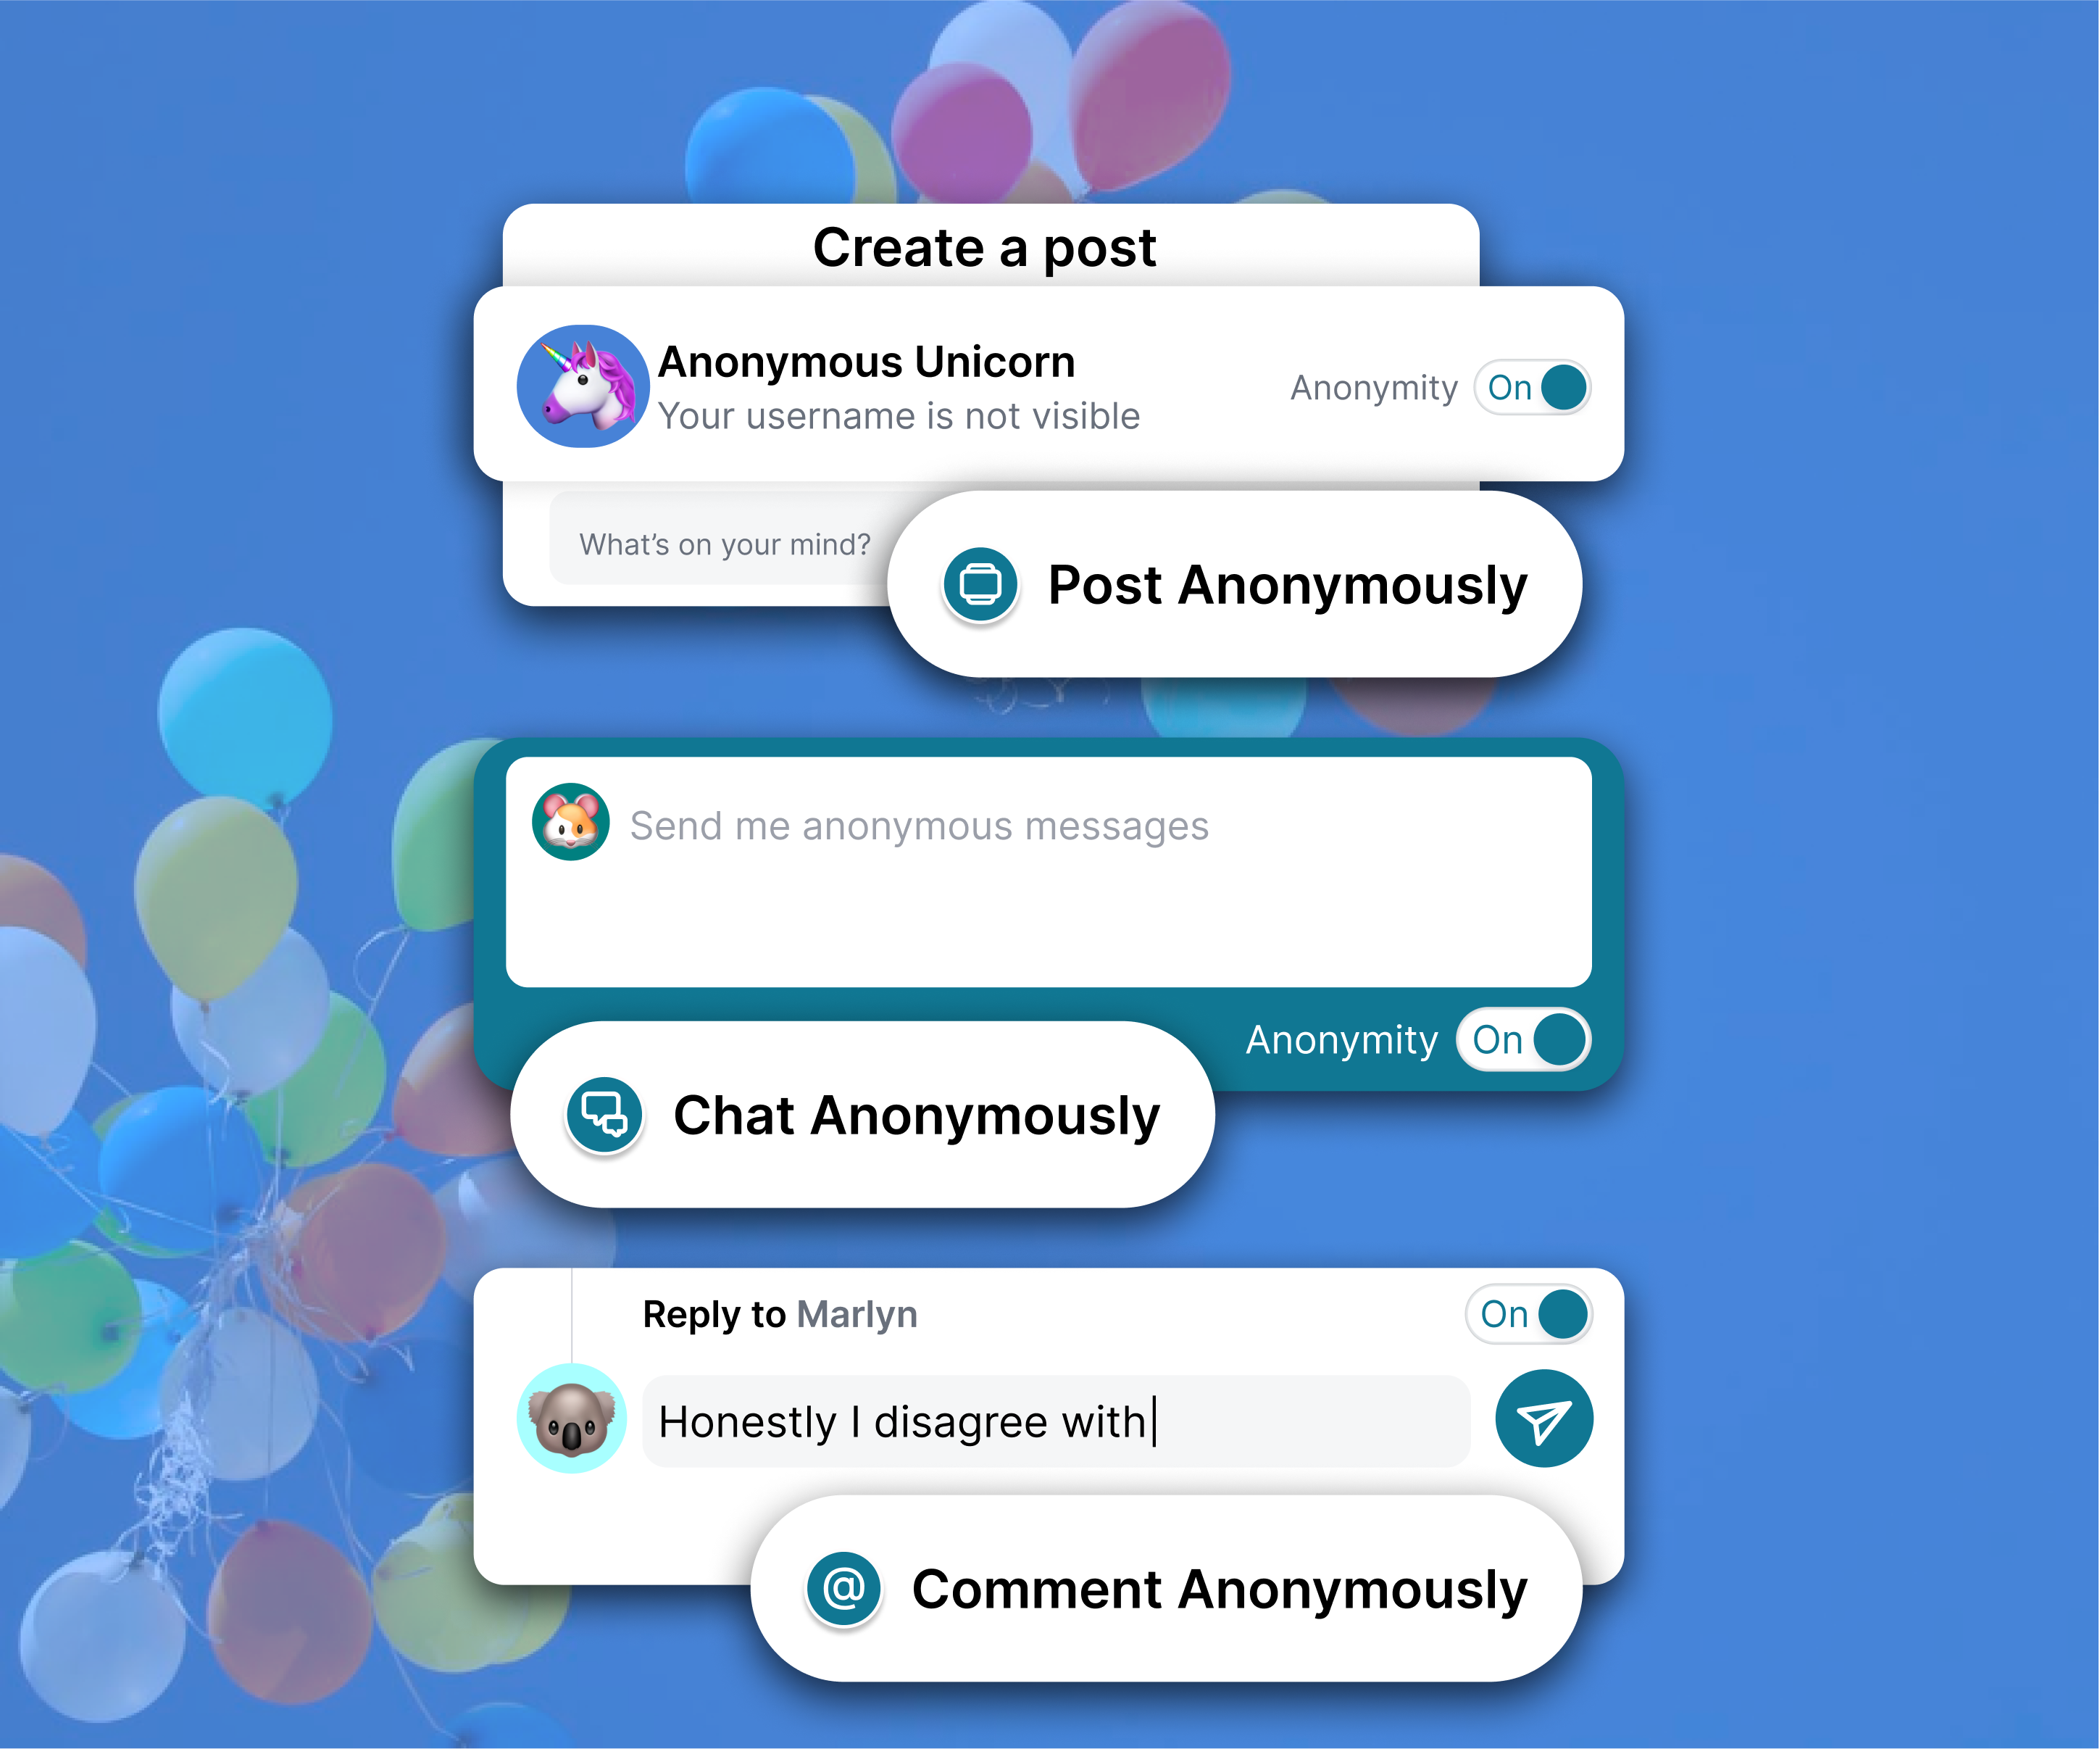 Create a post
Anonymous Unicorn
Your username is not visible
Anonymity On
What’s on your mind?
Post Anonymously
Send me anonymous messages
Anonymity On
Chat Anonymously
Reply to Marlyn
On
Honestly I disagree with
@ Comment Anonymously